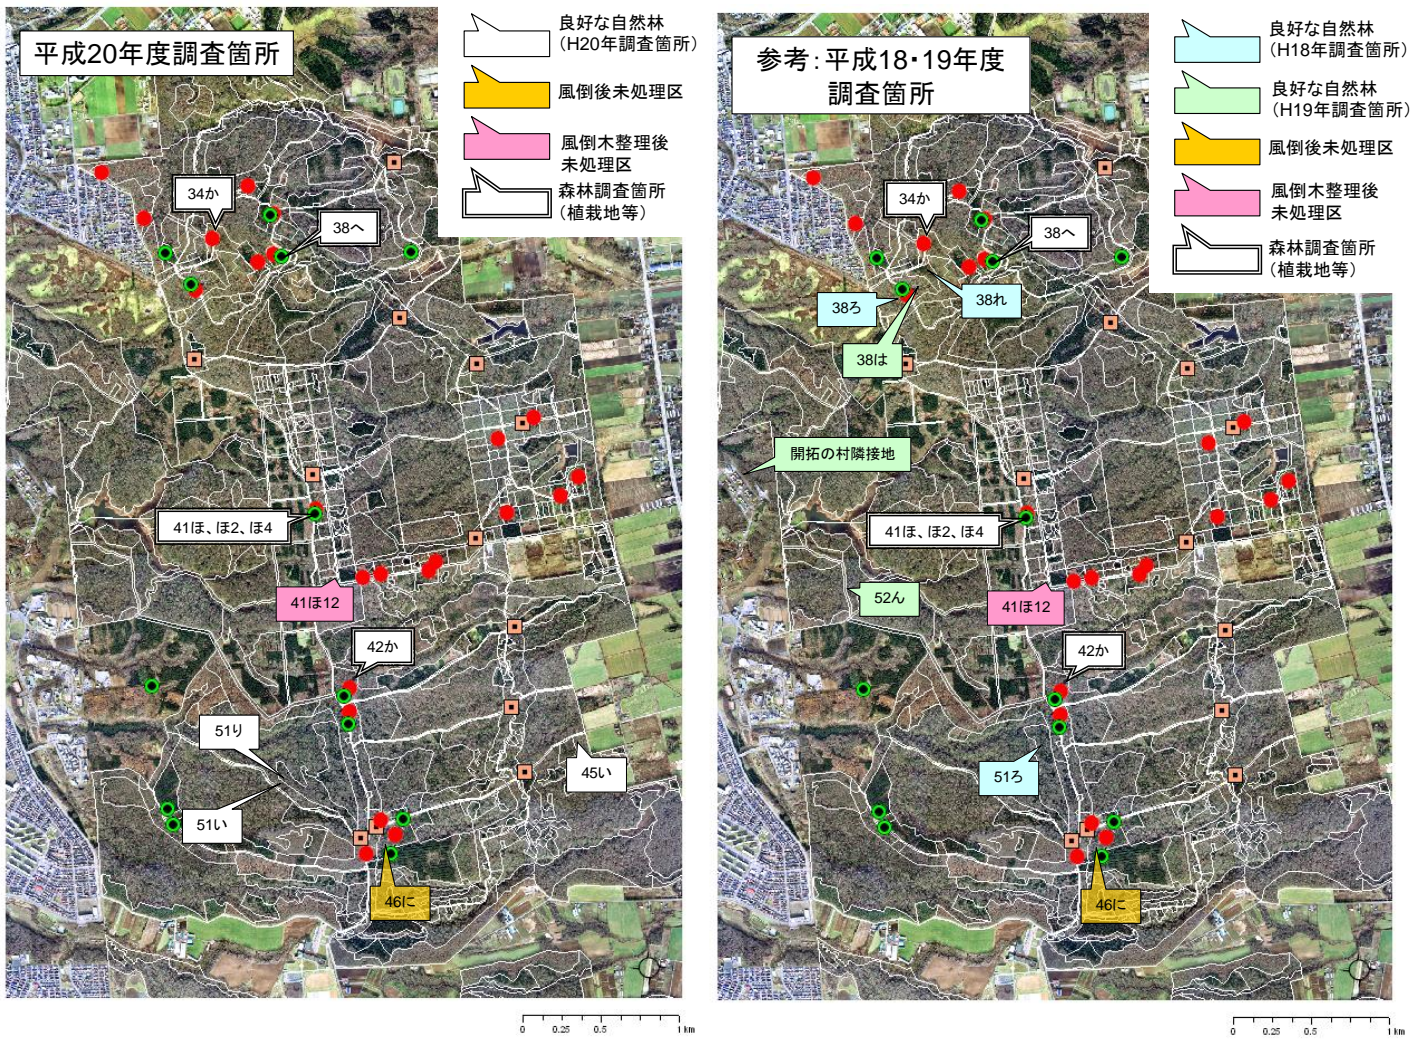 平成20年度調査箇所
良好な自然林
(H20年調査箇所)
風倒後未処理区
風倒木整理後
未処理区
森林調査箇所
(植栽地等)
34か
38へ
41ほ、ほ2、ほ4
41ほ12
42か
51り
45い
51い
46に
0 0.25 0.5 1 km
参考:平成18・19年度
調査箇所
良好な自然林
(H18年調査箇所)
良好な自然林
(H19年調査箇所)
風倒後未処理区
風倒木整理後
未処理区
森林調査箇所
(植栽地等)
34か
38へ
38ろ
38れ
38は
開拓の村隣接地
41ほ、ほ2、ほ4
52ん
41ほ12
42か
51ろ
46に
0 0.25 0.5 1 km